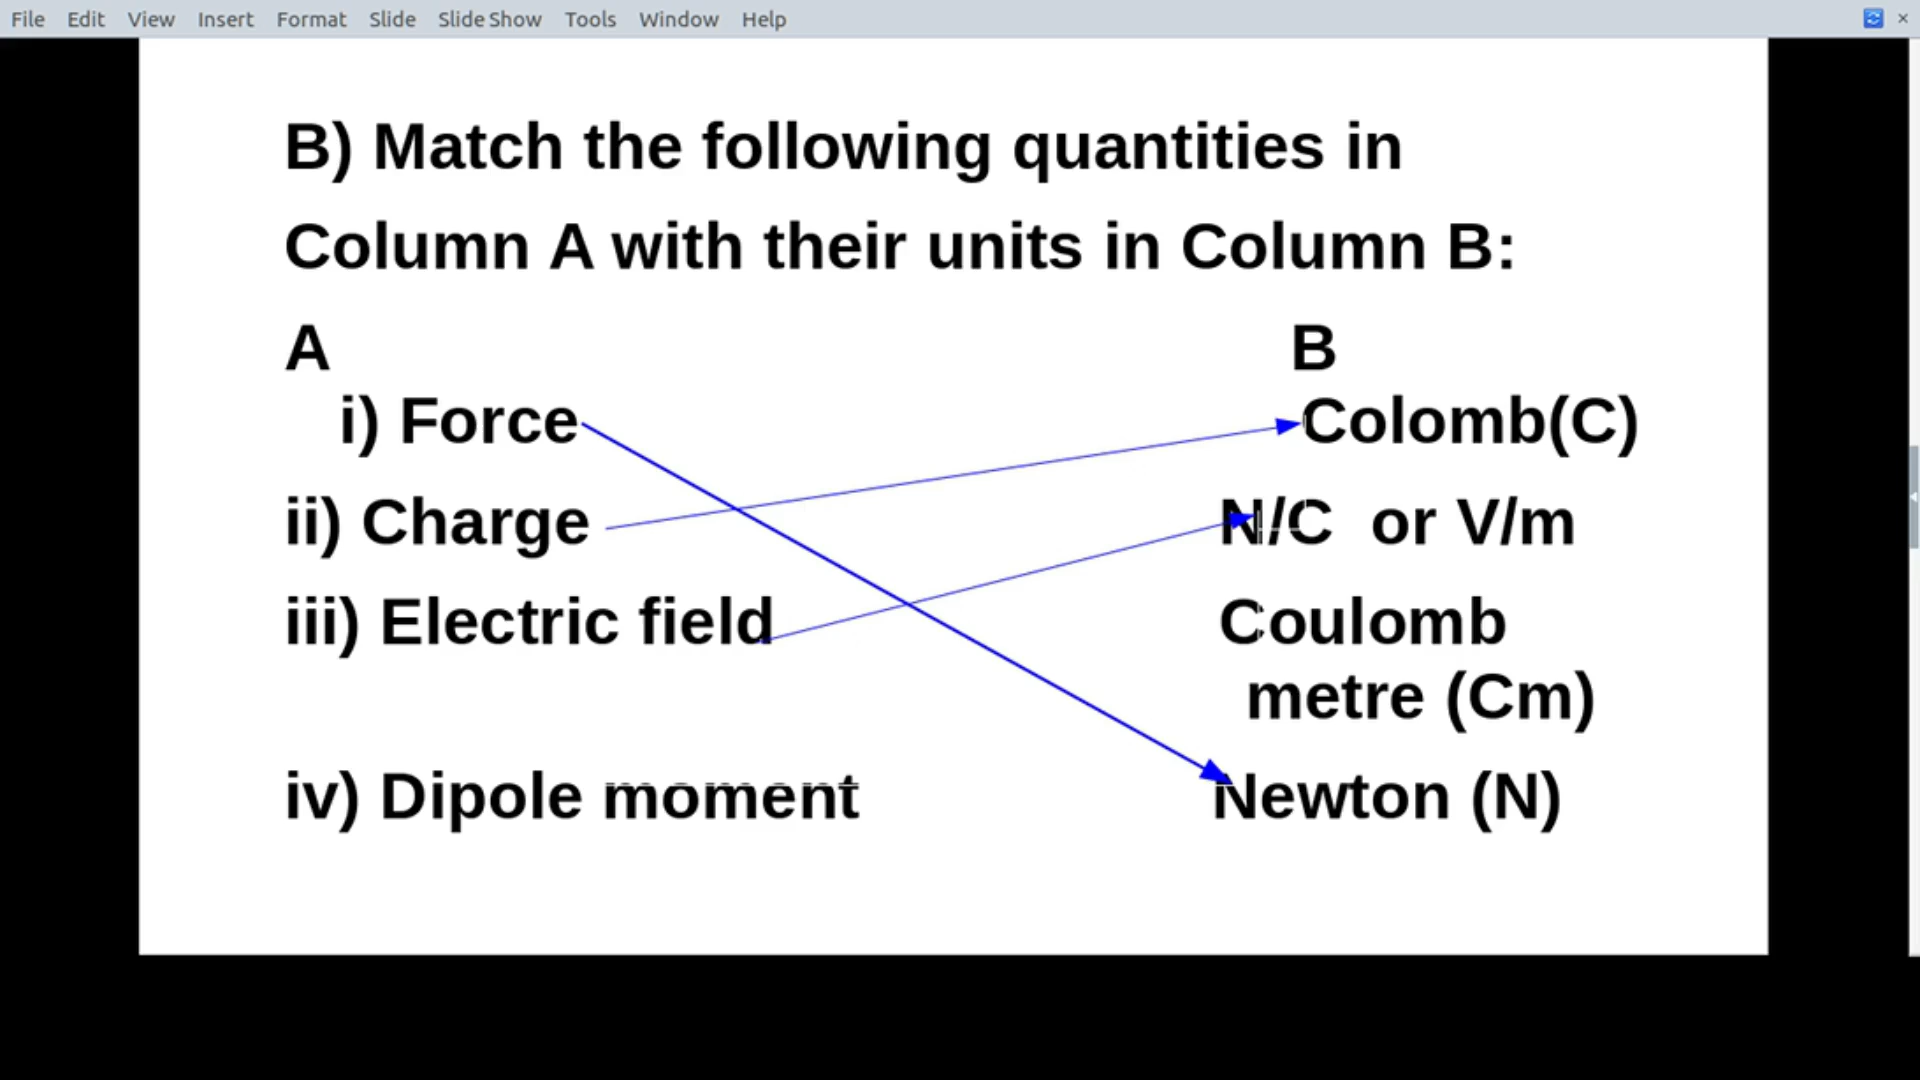 File Edit View Insert Format Slide Slide Show Tools Window Help
B) Match the following quantities in
Column A with their units in Column B:
A B
i) Force Colomb(C)
ii) Charge N/C or V/m
iii) Electric field Coulomb
metre (Cm)
iv) Dipole moment Newton (N)